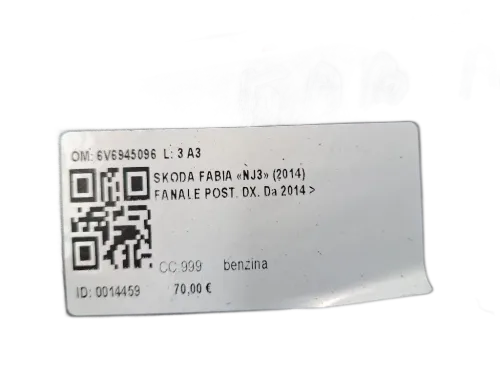 OM: 6V6945096 L: 3 A3
SKODA FABIA «NJ3» (2014)
FANALE POST. DX. Da 2014 >
CC:999 benzina
ID: 0014459 70,00 €